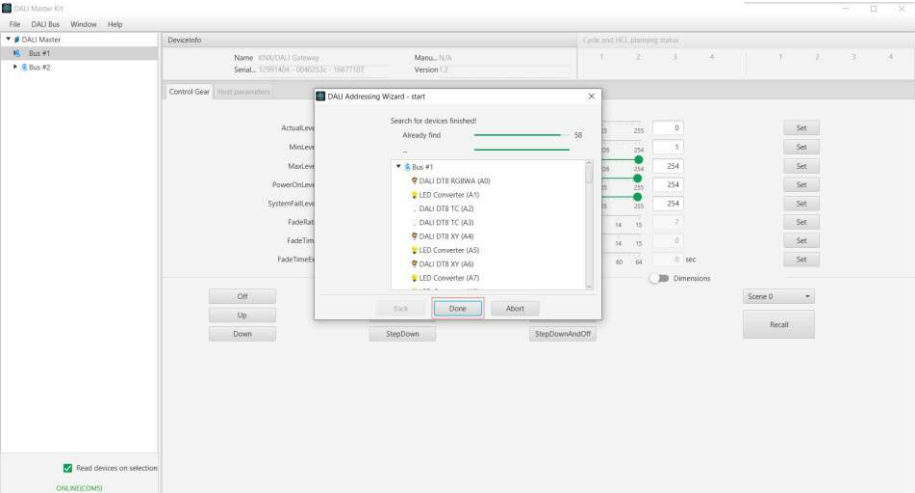 DALI Master Kit
File DALI Bus Window Help
DALI Master
Bus #1
Bus #2
DeviceInfo
Name KNX/DALI Gateway Manu... N/A
Serial... 12991404 - 0040253c - 16877107 Version 1.2
Cycle and HCL planning status
1 2 3 4 1 2 3 4
Control Gear Host parameters
DALI Addressing Wizard - start
Search for devices finished!
Already find 58
..
Bus #1
DALI DT8 RGBWA (A0)
LED Converter (A1)
DALI DT8 TC (A2)
DALI DT8 TC (A3)
DALI DT8 XY (A4)
LED Converter (A5)
DALI DT8 XY (A6)
LED Converter (A7)
Back Done Abort
ActualLeve 255 0 Set
MinLeve 254 1 Set
MaxLeve 254 254 Set
PowerOnLeve 255 254 Set
SystemFailLeve 255 254 Set
FadeRat 14 15 7 Set
FadeTim 14 15 0 Set
FadeTimeEx 60 64 0 sec Set
Dimensions
Off
Up
Down StepDown StepDownAndOff
Scene 0
Recall
Read devices on selection
ONLINE(COM5)